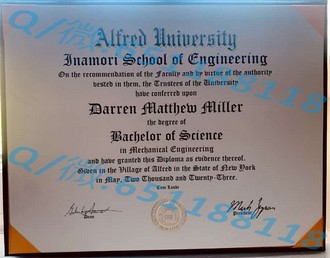 Alfred University
Inamori School of Engineering
On the recommendation of the Faculty and by virtue of the authority
vested in them, the Trustees of the University
have conferred upon
Darren Matthew Miller
the degree of
Bachelor of Science
in Mechanical Engineering
and have granted this Diploma as evidence thereof.
Given in the Village of Alfred in the State of New York
in May, Two Thousand and Twenty-Three.
Cum Laude
Dean
President
Q/微:651188118